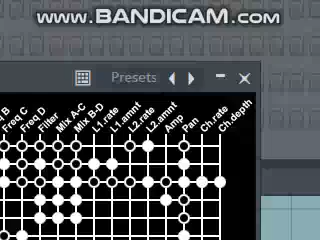 www.BANDICAM.com
Presets
B
Freq C
Freq D
Filter
Mix A-C
Mix B-D
L1.rate
L1.amnt
L2.rate
L2.amnt
Amp
Pan
Ch.rate
Ch.depth